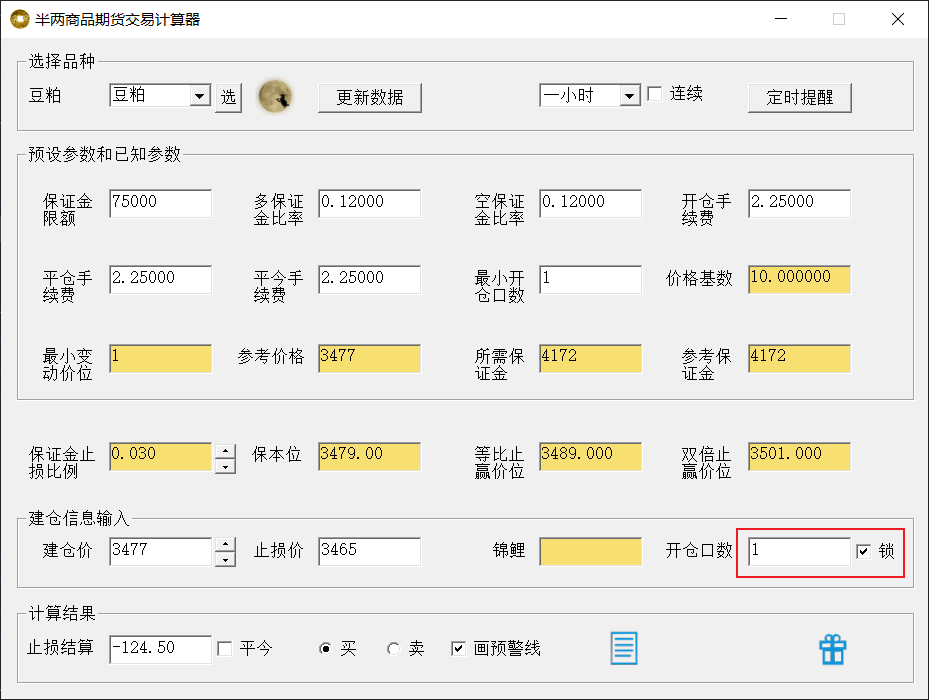 半两商品期货交易计算器
选择品种
豆粕 豆粕 选 更新数据 一小时 连续 定时提醒
预设参数和已知参数
保证金限额 75000 多保证金比率 0.12000 空保证金比率 0.12000 开仓手续费 2.25000
平仓手续费 2.25000 平今手续费 2.25000 最小开仓口数 1 价格基数 10.000000
最小变动价位 1 参考价格 3477 所需保证金 4172 参考保证金 4172
保证金止损比例 0.030 保本位 3479.00 等比止赢价位 3489.000 双倍止赢价位 3501.000
建仓信息输入
建仓价 3477 止损价 3465 锦鲤 开仓口数 1 锁
计算结果
止损结算 -124.50 平今 买 卖 画预警线